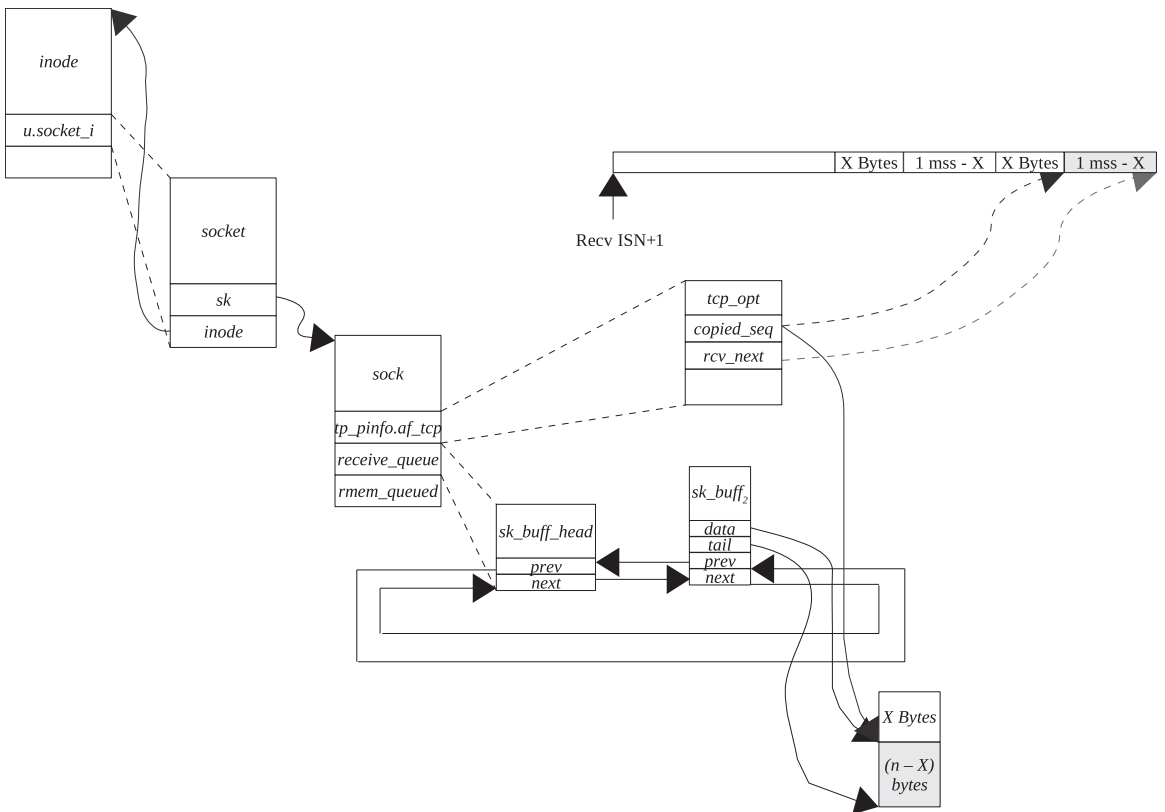 inode
u.socket_i
X Bytes
1 mss - X
X Bytes
1 mss - X
socket
Recv ISN+1
sk
inode
tcp_opt
copied_seq
rcv_next
sock
tp_pinfo.af_tcp
receive_queue
rmem_queued
sk_buff2
sk_buff_head
data
tail
prev
next
prev
next
X Bytes
(n – X)
bytes